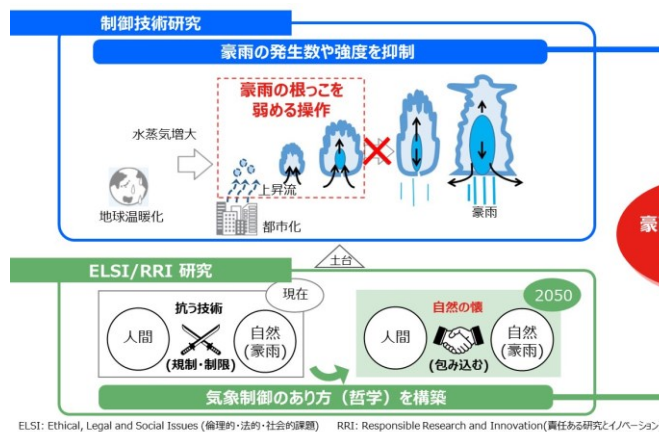 制御技術研究
豪雨の発生数や強度を抑制
豪雨の根っこを
弱める操作
水蒸気増大
上昇流
地球温暖化
都市化
豪雨
豪
土台
ELSI/RRI 研究
現在
2050
抗う技術
自然の懐
人間
自然
(豪雨)
人間
自然
(豪雨)
(規制・制限)
(包み込む)
気象制御のあり方（哲学）を構築
ELSI: Ethical, Legal and Social Issues (倫理的・法的・社会的課題) RRI: Responsible Research and Innovation(責任ある研究とイノベーション